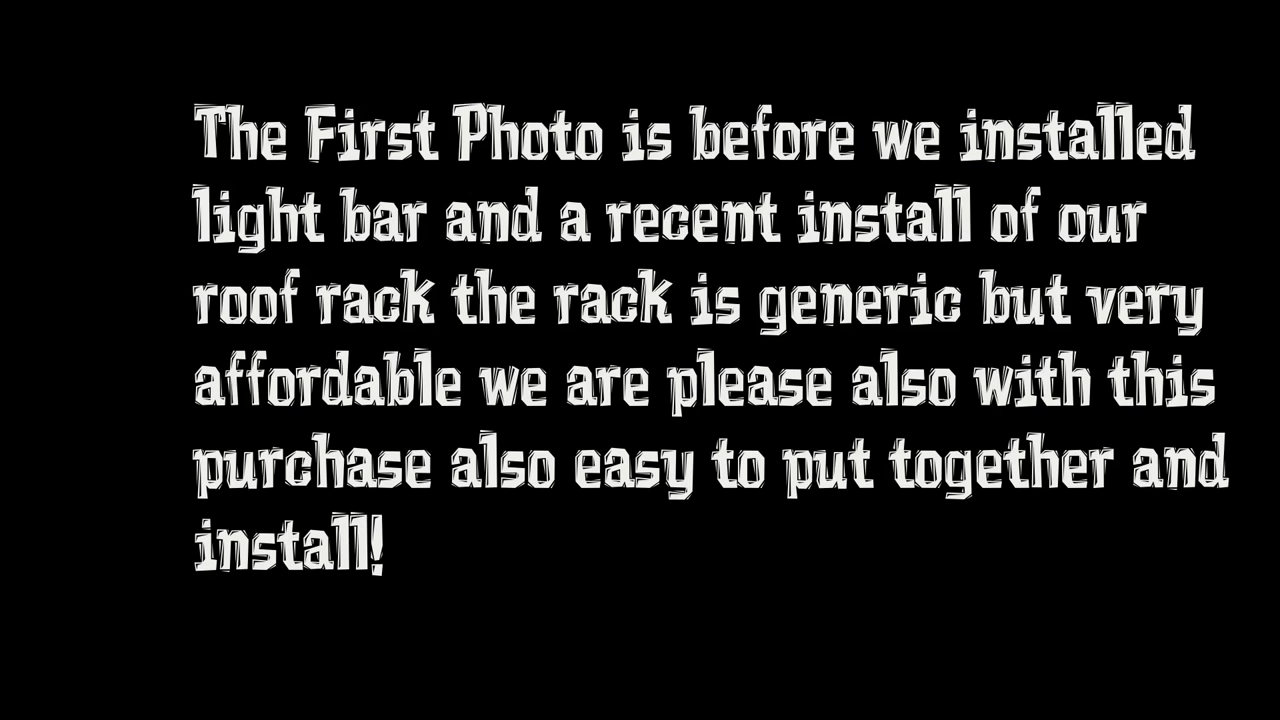 The First Photo is before we installed
light bar and a recent install of our
roof rack the rack is generic but very
affordable we are please also with this
purchase also easy to put together and
install!